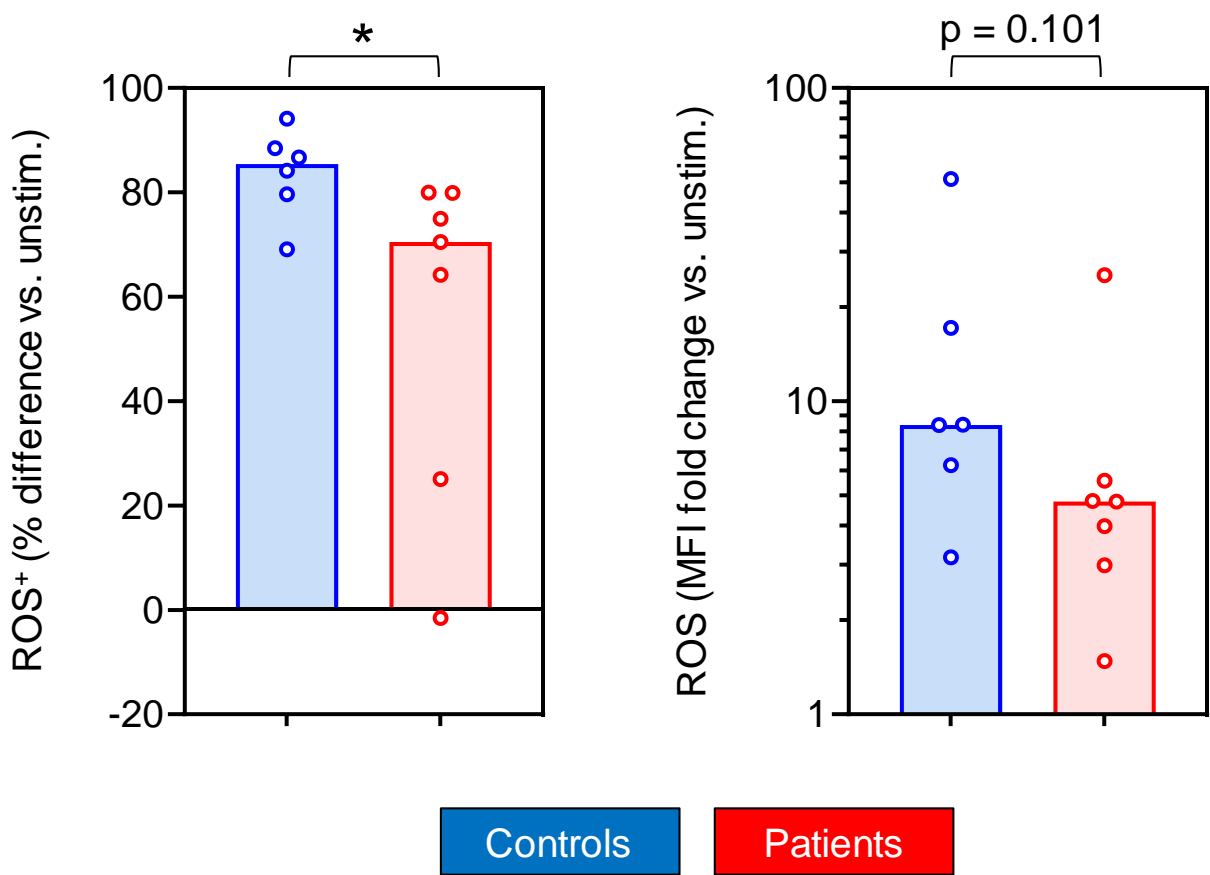 *
ROS⁺ (% difference vs. unstim.)
100
80
60
40
20
0
-20
p = 0.101
ROS (MFI fold change vs. unstim.)
100
10
1
Controls
Patients